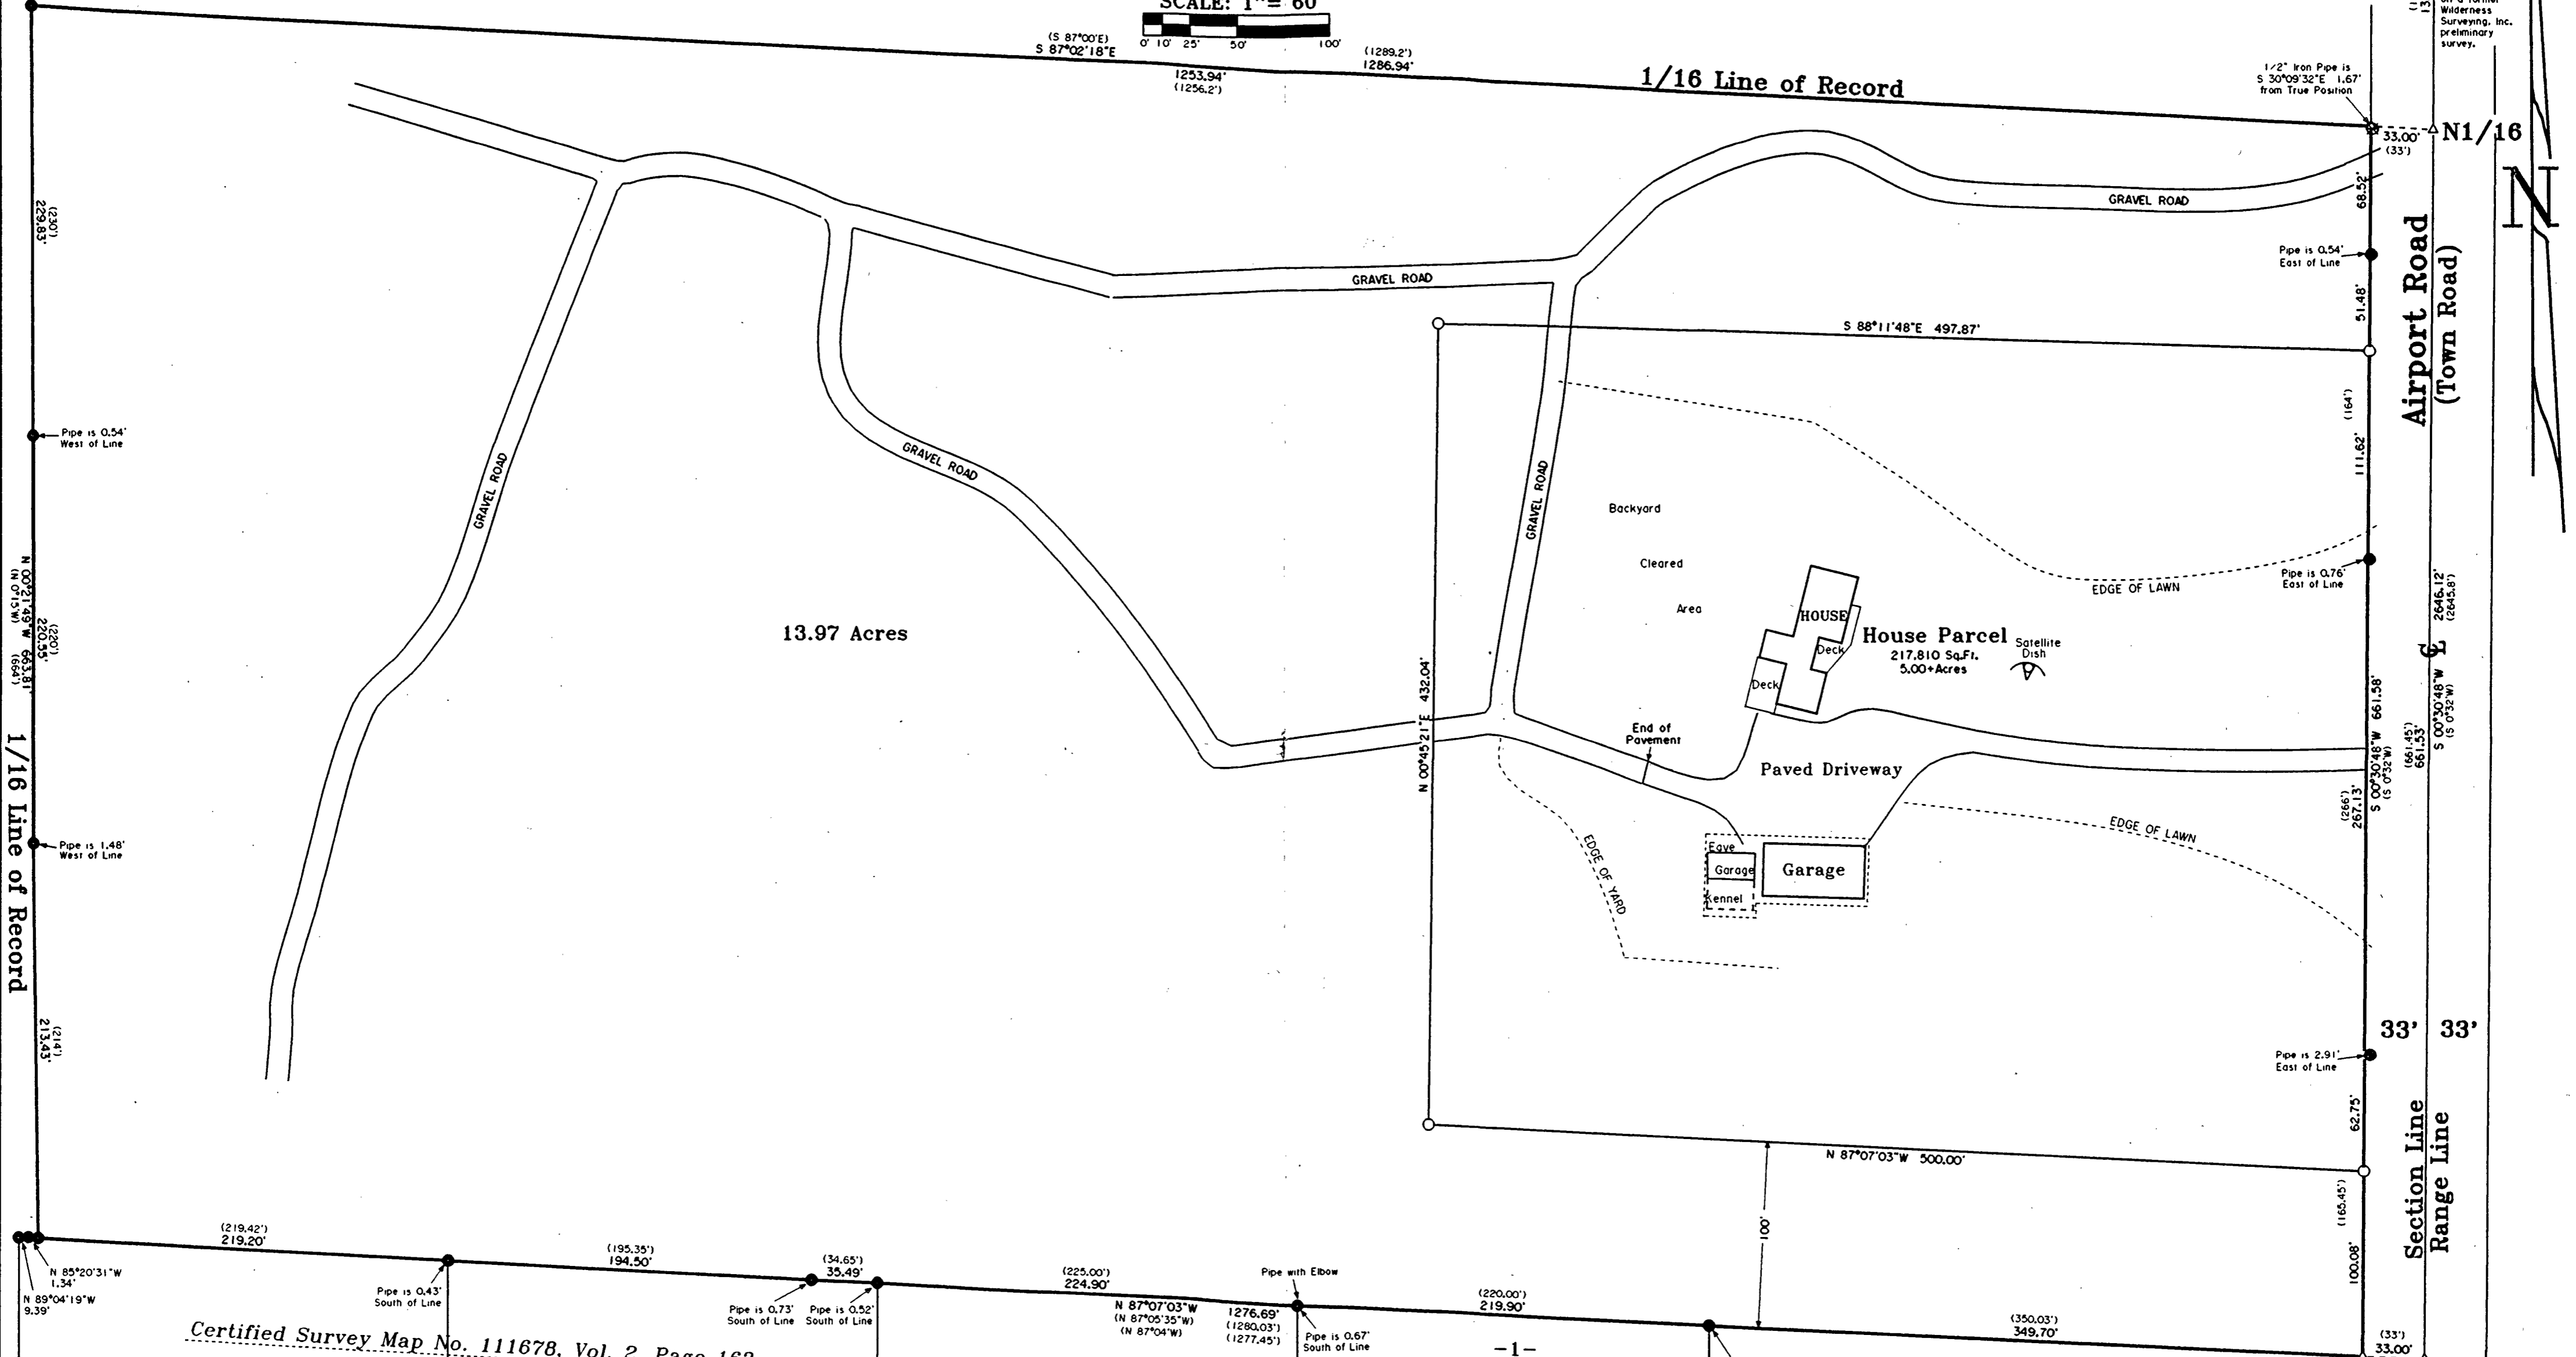 SCALE: 1"= 60'
0' 10' 25' 50' 100'
(S 87°00'E)
S 87°02'18"E
1253.94'
(1256.2')
(1289.2')
1286.94'
1/16 Line of Record
Wilderness
Surveying, Inc.
preliminary
survey.
1/2" Iron Pipe is
S 30°09'32"E 1.67'
from True Position
33.00'
(33')
N1/16
N
68.52'
GRAVEL ROAD
Pipe is 0.54'
East of Line
51.48'
Airport Road
(Town Road)
GRAVEL ROAD
S 88°11'48"E 497.87'
(230')
229.83'
Pipe is 0.54'
West of Line
(164')
111.62'
GRAVEL ROAD
GRAVEL ROAD
GRAVEL ROAD
Backyard
Cleared
Area
Pipe is 0.76'
East of Line
EDGE OF LAWN
N 00°21'49"W 663.81'
(N 0°15'W) (664')
(220')
220.55'
13.97 Acres
HOUSE
Deck
Deck
House Parcel
217,810 Sq.Ft.
5.00+Acres
Satellite
Dish
N 00°45'21"E 432.04'
End of
Pavement
Paved Driveway
S 00°30'48"W 661.58'
(S 0°32'W)
(661.45')
661.53'
S 00°30'48"W 2646.12'
(S 0°32'W) (2645.8')
(266')
267.13'
1/16 Line of Record
Pipe is 1.48'
West of Line
EDGE OF YARD
EDGE OF LAWN
Eave
Garage
Kennel
Garage
(214')
213.43'
33' 33'
Pipe is 2.91'
East of Line
62.75'
N 87°07'03"W 500.00'
Section Line
Range Line
(165.45')
100.08'
100'
(219.42')
219.20'
(195.35')
194.50'
(34.65')
35.49'
(225.00')
224.90'
Pipe with Elbow
(220.00')
219.90'
(350.03')
349.70'
(33')
33.00'
N 85°20'31"W
1.34'
N 89°04'19"W
9.39'
Pipe is 0.43'
South of Line
Pipe is 0.73'
South of Line
Pipe is 0.52'
South of Line
N 87°07'03"W 1276.69'
(N 87°05'35"W) (1280.03')
(N 87°04'W) (1277.45')
Pipe is 0.67'
South of Line
Certified Survey Map No. 111678, Vol. 2, Page 162
-1-